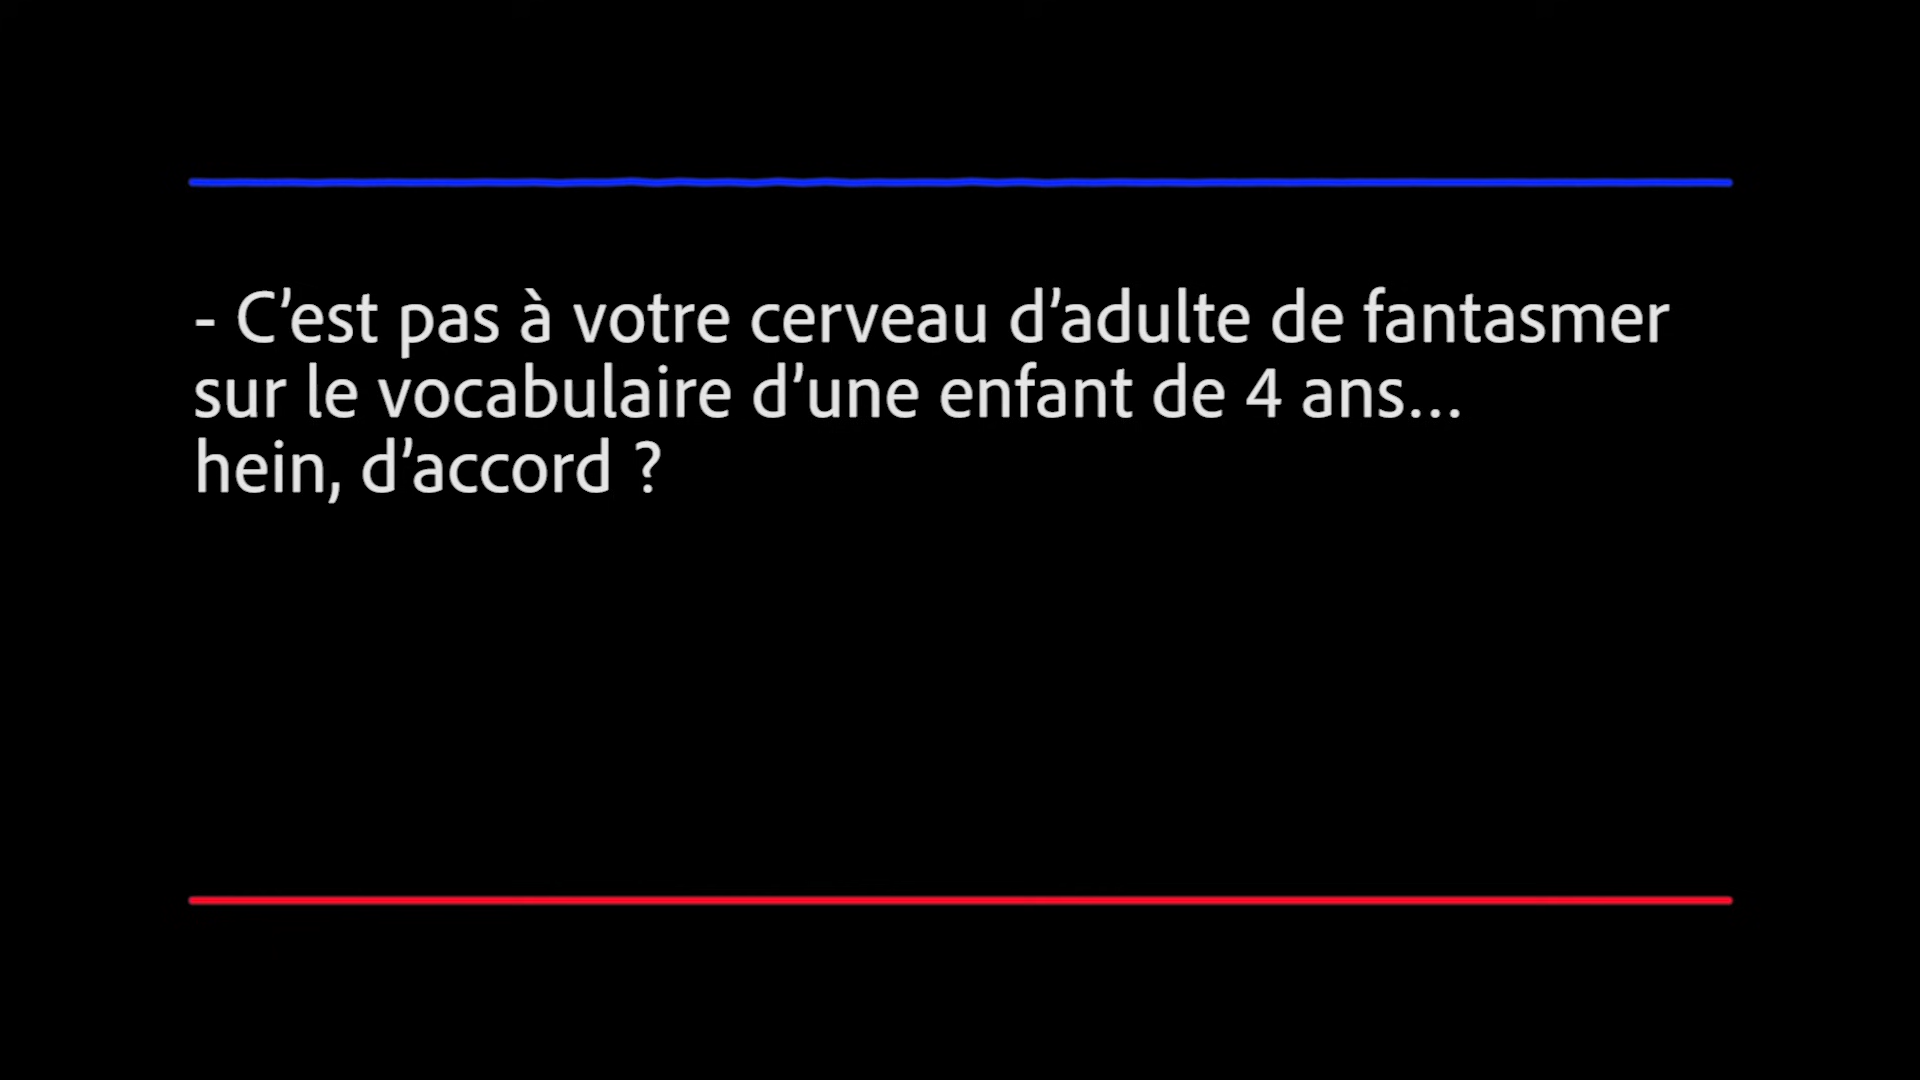 - C’est pas à votre cerveau d’adulte de fantasmer
sur le vocabulaire d’une enfant de 4 ans...
hein, d’accord ?